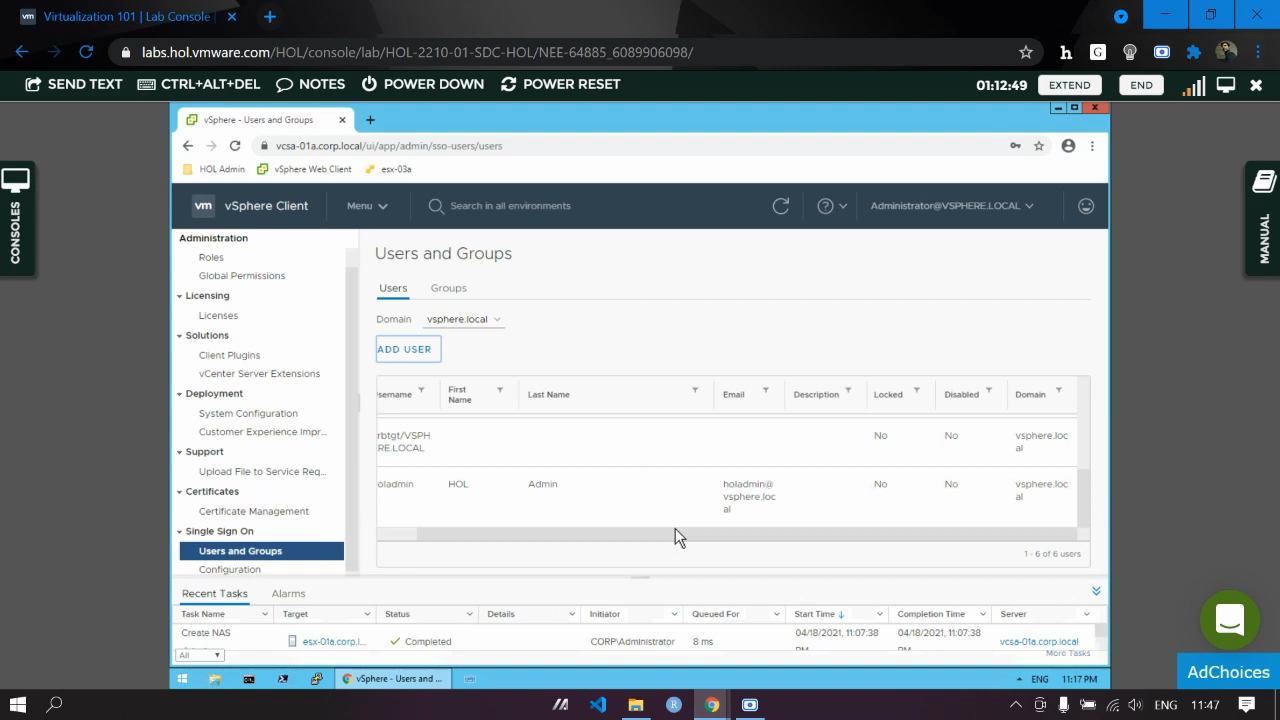 vm Virtualization 101 | Lab Console
labs.hol.vmware.com/HOL/console/lab/HOL-2210-01-SDC-HOL/NEE-64885_6089906098/
SEND TEXT CTRL+ALT+DEL NOTES POWER DOWN POWER RESET 01:12:49 EXTEND END
CONSOLES
MANUAL
vSphere - Users and Groups
vcsa-01a.corp.local/ui/app/admin/sso-users/users
HOL Admin vSphere Web Client esx-03a
vm vSphere Client Menu Search in all environments Administrator@VSPHERE.LOCAL
Administration
Roles
Global Permissions
Licensing
Licenses
Solutions
Client Plugins
vCenter Server Extensions
Deployment
System Configuration
Customer Experience Impr...
Support
Upload File to Service Req...
Certificates
Certificate Management
Single Sign On
Users and Groups
Configuration
Users and Groups
Users Groups
Domain vsphere.local
ADD USER
sername First Name Last Name Email Description Locked Disabled Domain
rbtgt/VSPH
ERE.LOCAL No No vsphere.loc
al
oladmin HOL Admin holadmin@ No No vsphere.loc
vsphere.loc al
al
1 - 6 of 6 users
Recent Tasks Alarms
Task Name Target Status Details Initiator Queued For Start Time Completion Time Server
Create NAS esx-01a.corp.l... Completed CORP\Administrator 8 ms 04/18/2021, 11:07:38 04/18/2021, 11:07:38 vcsa-01a.corp.local
All More Tasks
vSphere - Users and ... ENG 11:17 PM
AdChoices
ENG 11:47